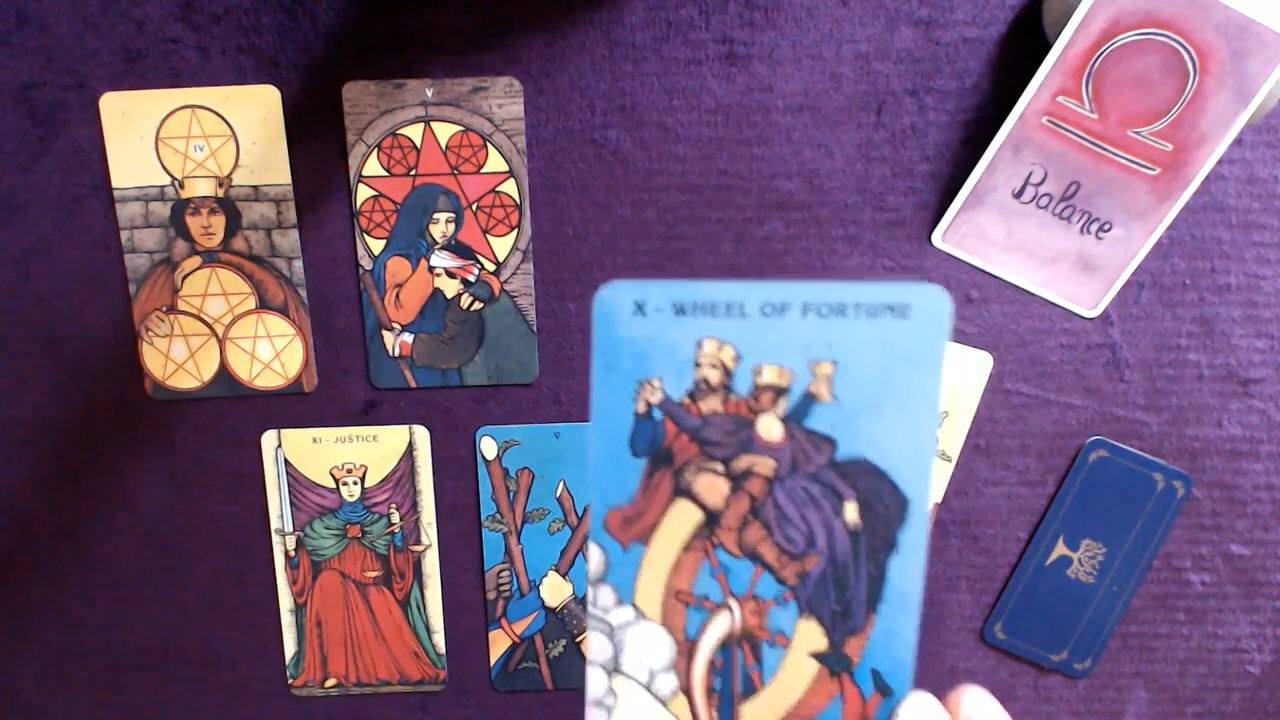 IV
V
Balance
X - WHEEL OF FORTUNE
XI - JUSTICE
V